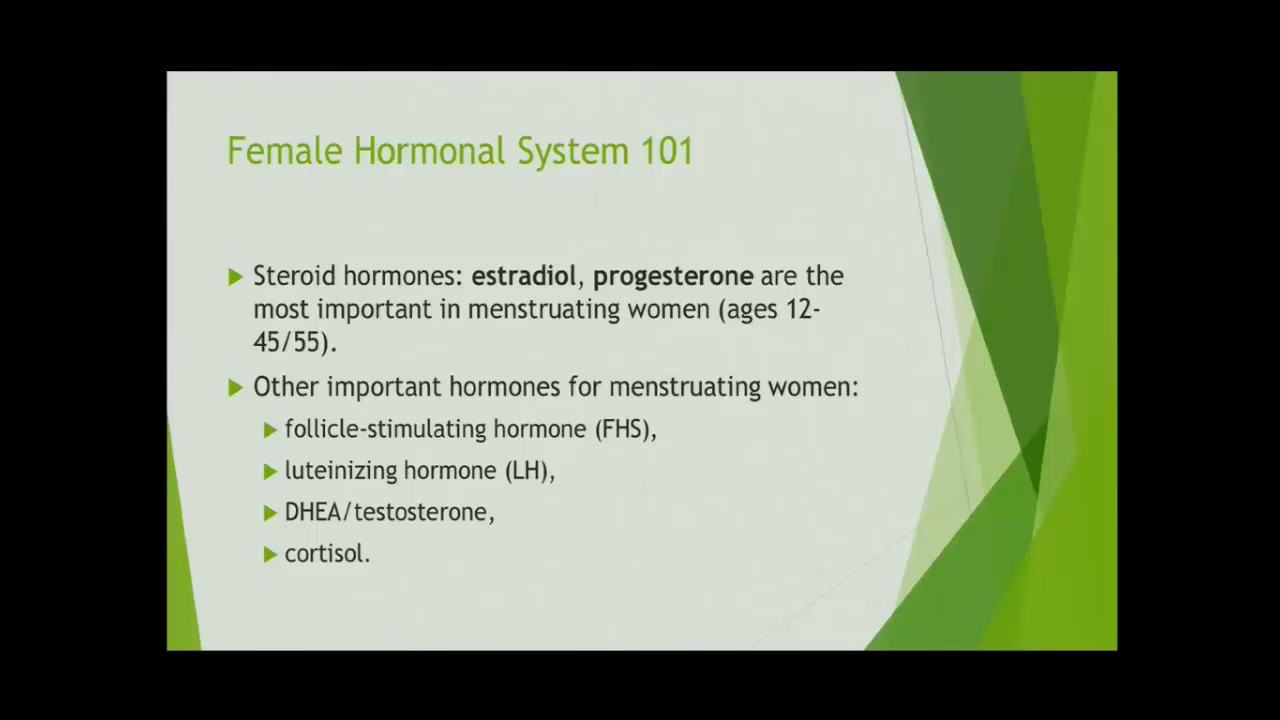 Female Hormonal System 101
Steroid hormones: estradiol, progesterone are the
most important in menstruating women (ages 12-
45/55).
Other important hormones for menstruating women:
follicle-stimulating hormone (FHS),
luteinizing hormone (LH),
DHEA/testosterone,
cortisol.